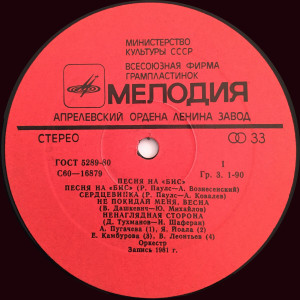 МИНИСТЕРСТВО
КУЛЬТУРЫ СССР
ВСЕСОЮЗНАЯ ФИРМА
ГРАМПЛАСТИНОК
МЕЛОДИЯ
АПРЕЛЕВСКИЙ ОРДЕНА ЛЕНИНА ЗАВОД
СТЕРЕО 33
ГОСТ 5289-80 1
С60—16879 Гр. 3. 1-90
ПЕСНЯ НА «БИС»
ПЕСНЯ НА «БИС» (Р. Паулс—А. Вознесенский)
СЕРДЦЕБИЕНЬЕ (Р. Паулс—А. Ковалев)
НЕ ПОКИДАЙ МЕНЯ, ВЕСНА
(В. Дашкевич—Ю. Михайлов)
НЕНАГЛЯДНАЯ СТОРОНА
(Д. Тухманов—И. Шаферан)
А. Пугачева (1), Я. Йоала (2)
Е. Камбурова (3), В. Леонтьев (4)
Оркестр
Запись 1981 г.